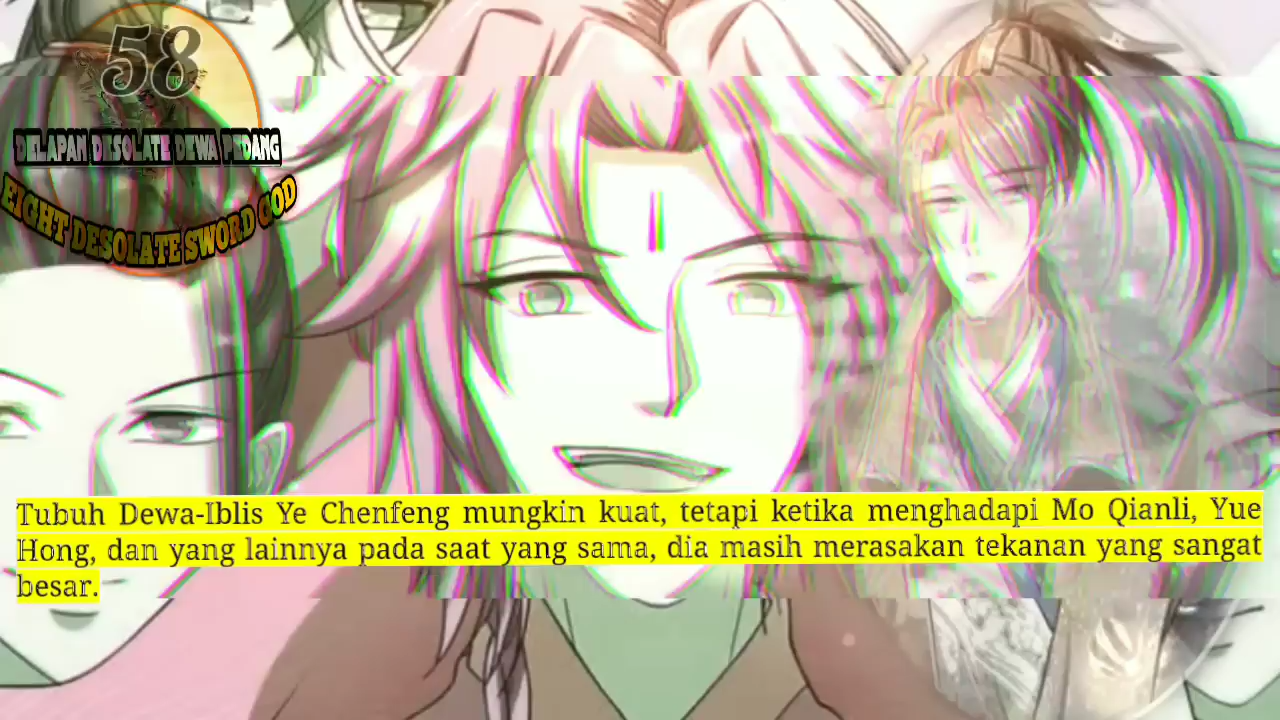 58
DELAPAN DESOLATE DEWA PEDANG
EIGHT DESOLATE SWORD GOD
Tubuh Dewa-Iblis Ye Chenfeng mungkin kuat, tetapi ketika menghadapi Mo Qianli, Yue
Hong, dan yang lainnya pada saat yang sama, dia masih merasakan tekanan yang sangat
besar.